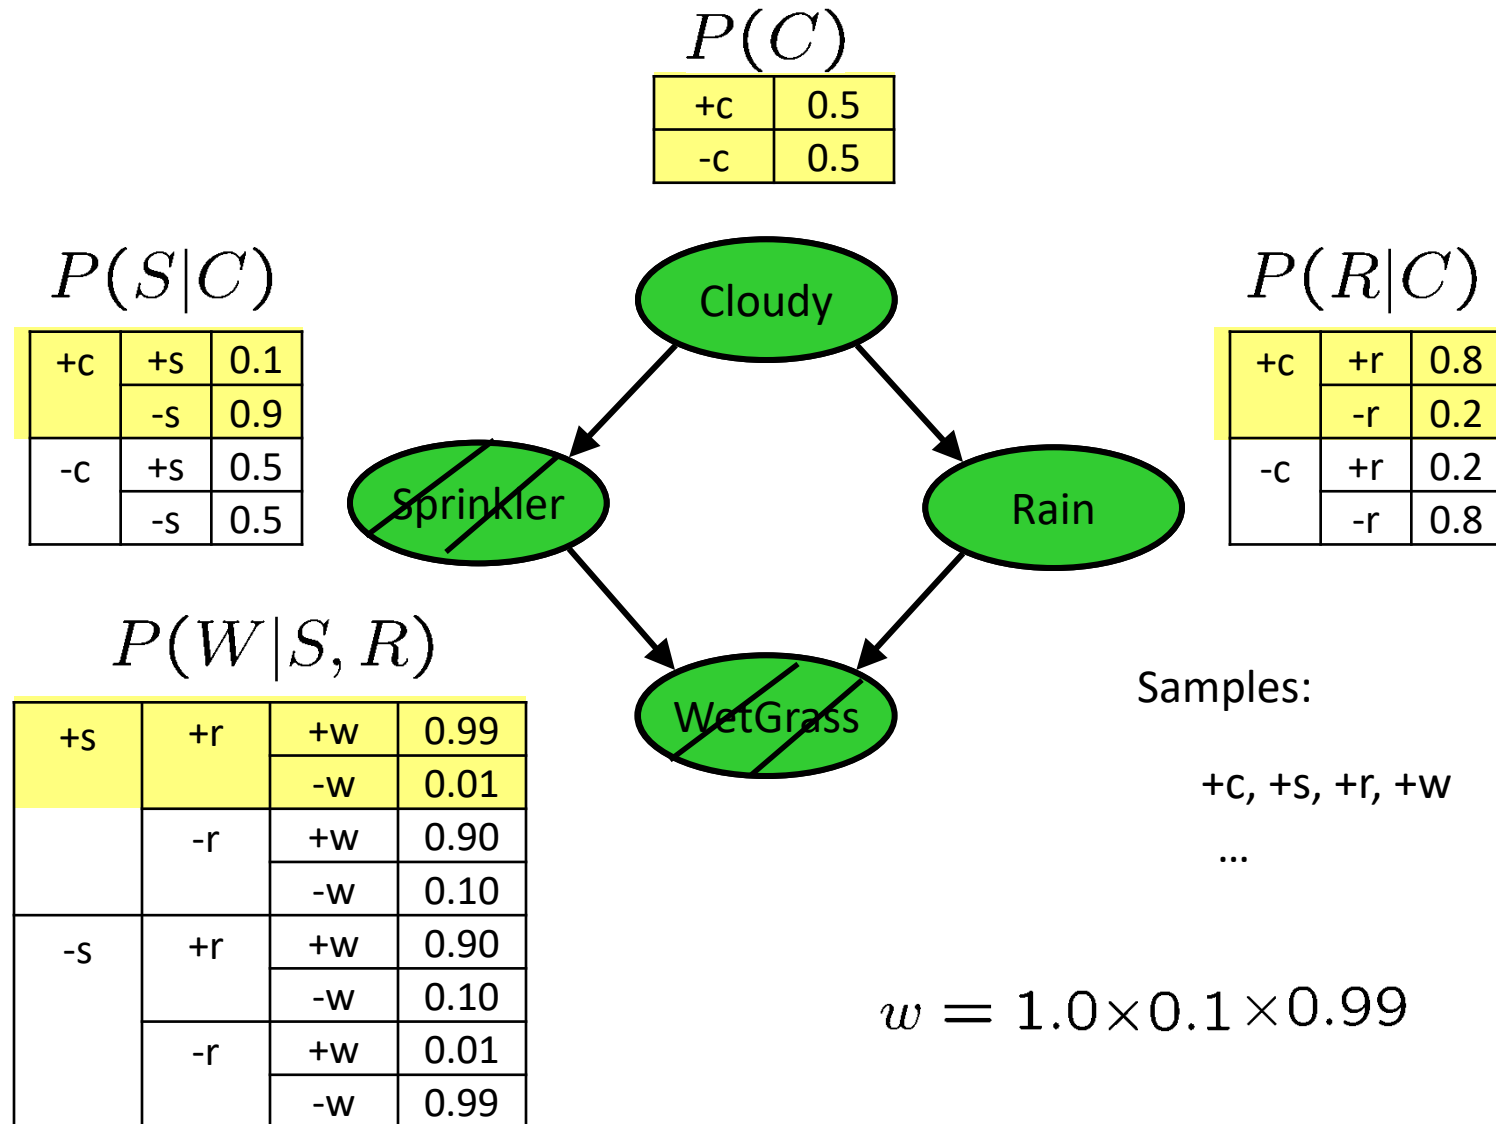 P(C)
+c 0.5
-c 0.5
P(S|C)
+c +s 0.1
-s 0.9
-c +s 0.5
-s 0.5
Cloudy
P(R|C)
+c +r 0.8
-r 0.2
-c +r 0.2
-r 0.8
Sprinkler
Rain
P(W|S, R)
+s +r +w 0.99
-w 0.01
-r +w 0.90
-w 0.10
-s +r +w 0.90
-w 0.10
-r +w 0.01
-w 0.99
WetGrass
Samples:
+c, +s, +r, +w
...
w = 1.0×0.1×0.99